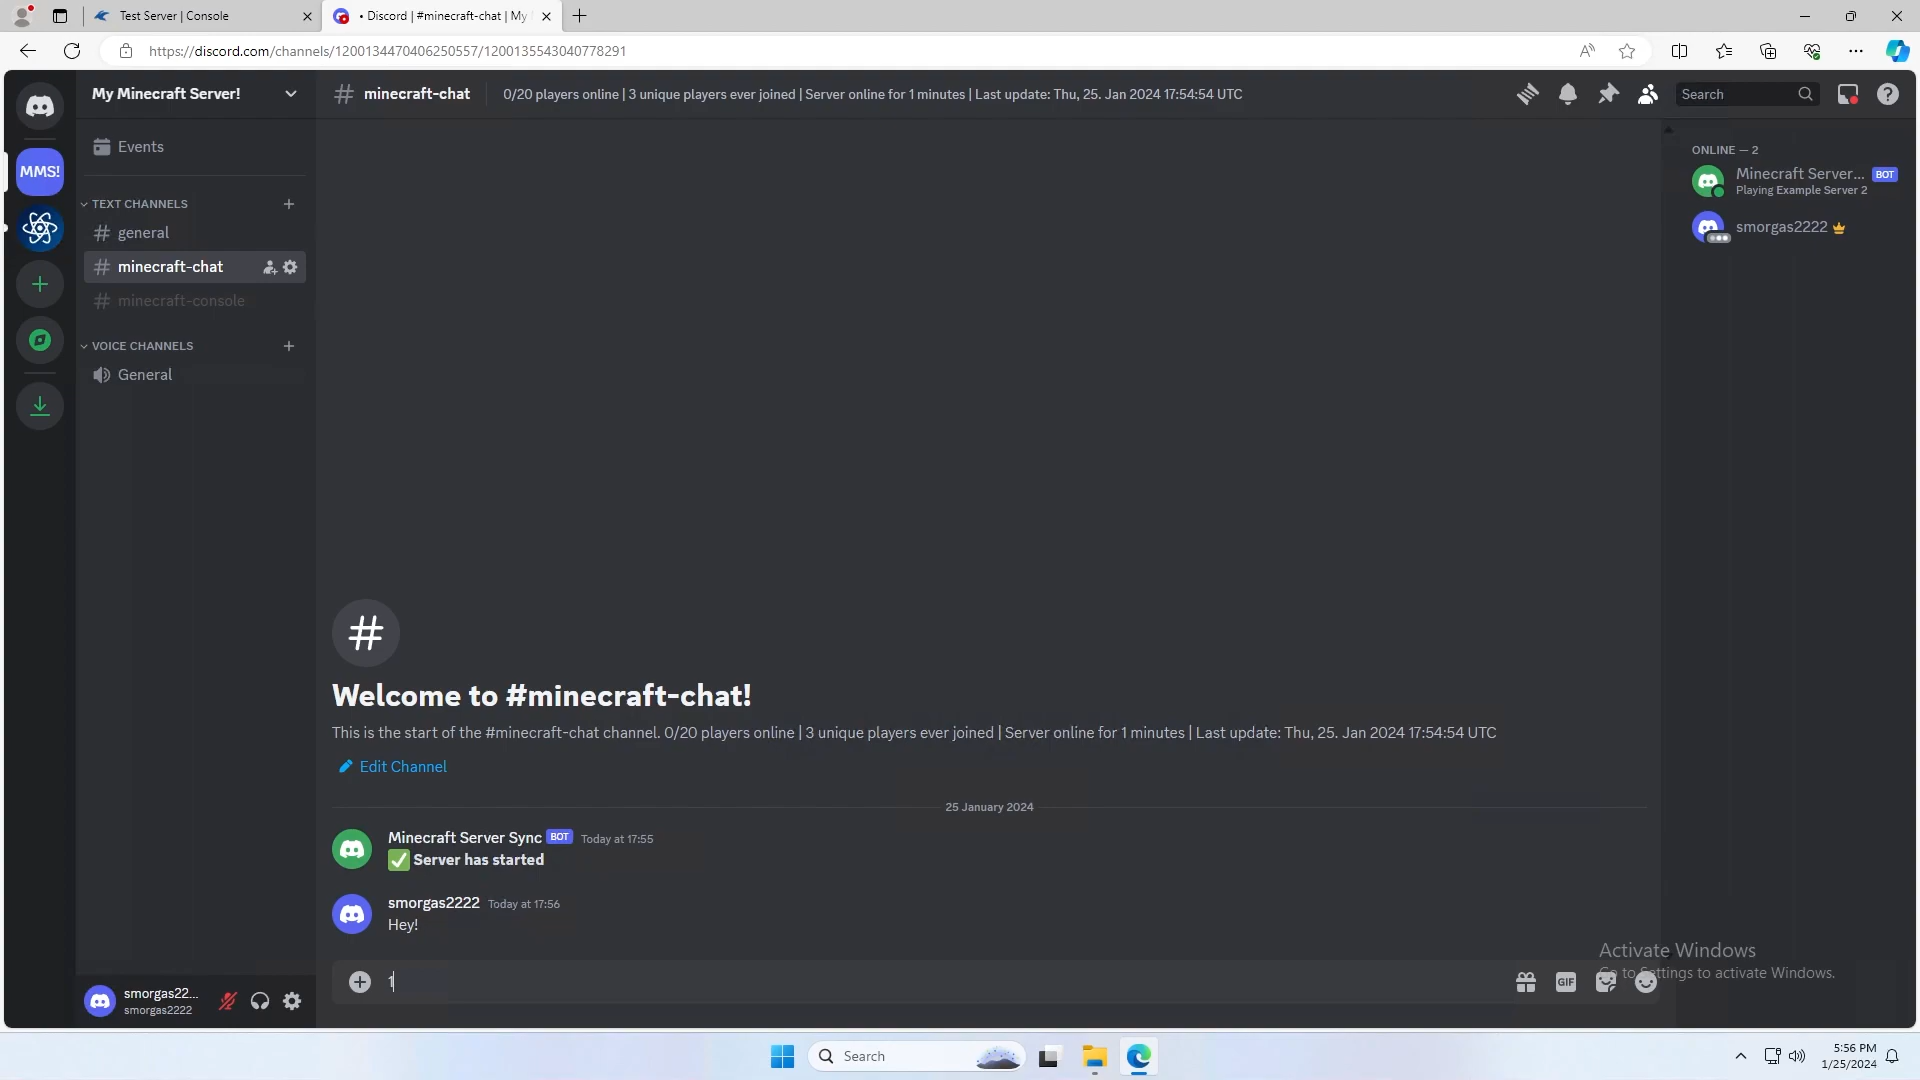 Test Server | Console
• Discord | #minecraft-chat | My
https://discord.com/channels/1200134470406250557/1200135543040778291
My Minecraft Server!
minecraft-chat
0/20 players online | 3 unique players ever joined | Server online for 1 minutes | Last update: Thu, 25. Jan 2024 17:54:54 UTC
Search
MMS!
Events
TEXT CHANNELS
general
minecraft-chat
minecraft-console
VOICE CHANNELS
General
ONLINE — 2
Minecraft Server... BOT
Playing Example Server 2
smorgas2222
Welcome to #minecraft-chat!
This is the start of the #minecraft-chat channel. 0/20 players online | 3 unique players ever joined | Server online for 1 minutes | Last update: Thu, 25. Jan 2024 17:54:54 UTC
Edit Channel
25 January 2024
Minecraft Server Sync BOT Today at 17:55
Server has started
smorgas2222 Today at 17:56
Hey!
1
GIF
Activate Windows
Go to Settings to activate Windows.
smorgas22...
smorgas2222
Search
5:56 PM
1/25/2024